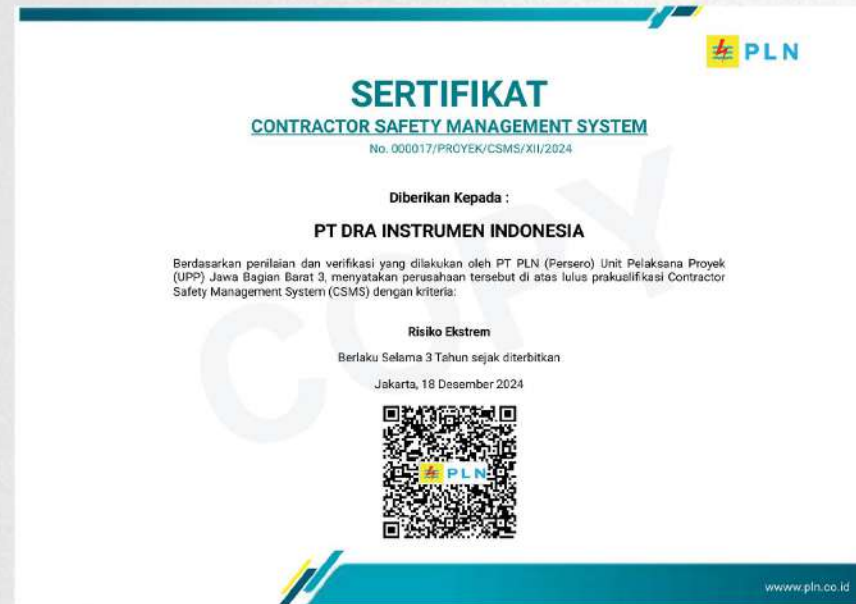 PLN
SERTIFIKAT
CONTRACTOR SAFETY MANAGEMENT SYSTEM
No. 000017/PROYEK/CSMS/XII/2024
Diberikan Kepada :
PT DRA INSTRUMEN INDONESIA
Berdasarkan penilaian dan verifikasi yang dilakukan oleh PT PLN (Persero) Unit Pelaksana Proyek
(UPP) Jawa Bagian Barat 3, menyatakan perusahaan tersebut di atas lulus prakualifikasi Contractor
Safety Management System (CSMS) dengan kriteria:
Risiko Ekstrem
Berlaku Selama 3 Tahun sejak diterbitkan
Jakarta, 18 Desember 2024
COPY
PLN
wwww.pln.co.id